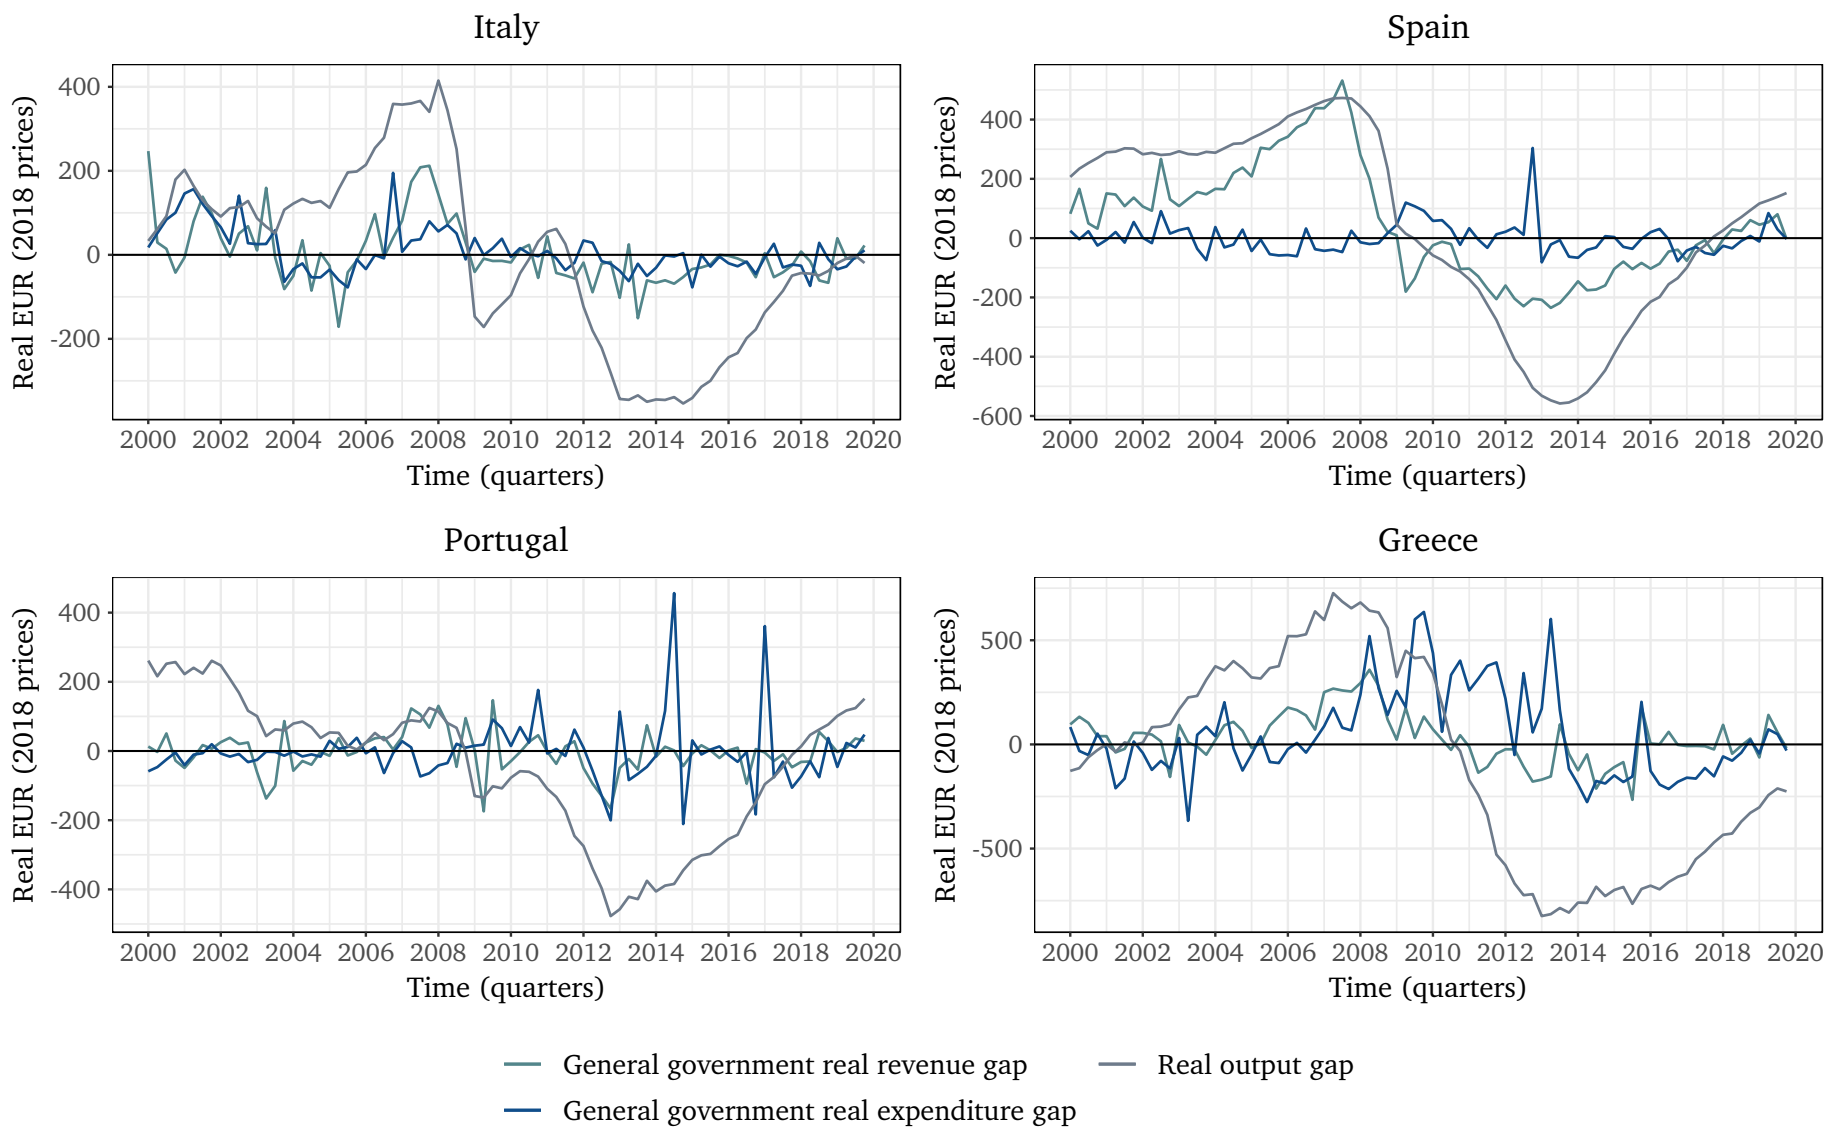 Italy
Real EUR (2018 prices)
400
200
0
-200
2000 2002 2004 2006 2008 2010 2012 2014 2016 2018 2020
Time (quarters)
Spain
Real EUR (2018 prices)
400
200
0
-200
-400
-600
2000 2002 2004 2006 2008 2010 2012 2014 2016 2018 2020
Time (quarters)
Portugal
Real EUR (2018 prices)
400
200
0
-200
-400
2000 2002 2004 2006 2008 2010 2012 2014 2016 2018 2020
Time (quarters)
Greece
Real EUR (2018 prices)
500
0
-500
2000 2002 2004 2006 2008 2010 2012 2014 2016 2018 2020
Time (quarters)
General government real revenue gap
General government real expenditure gap
Real output gap